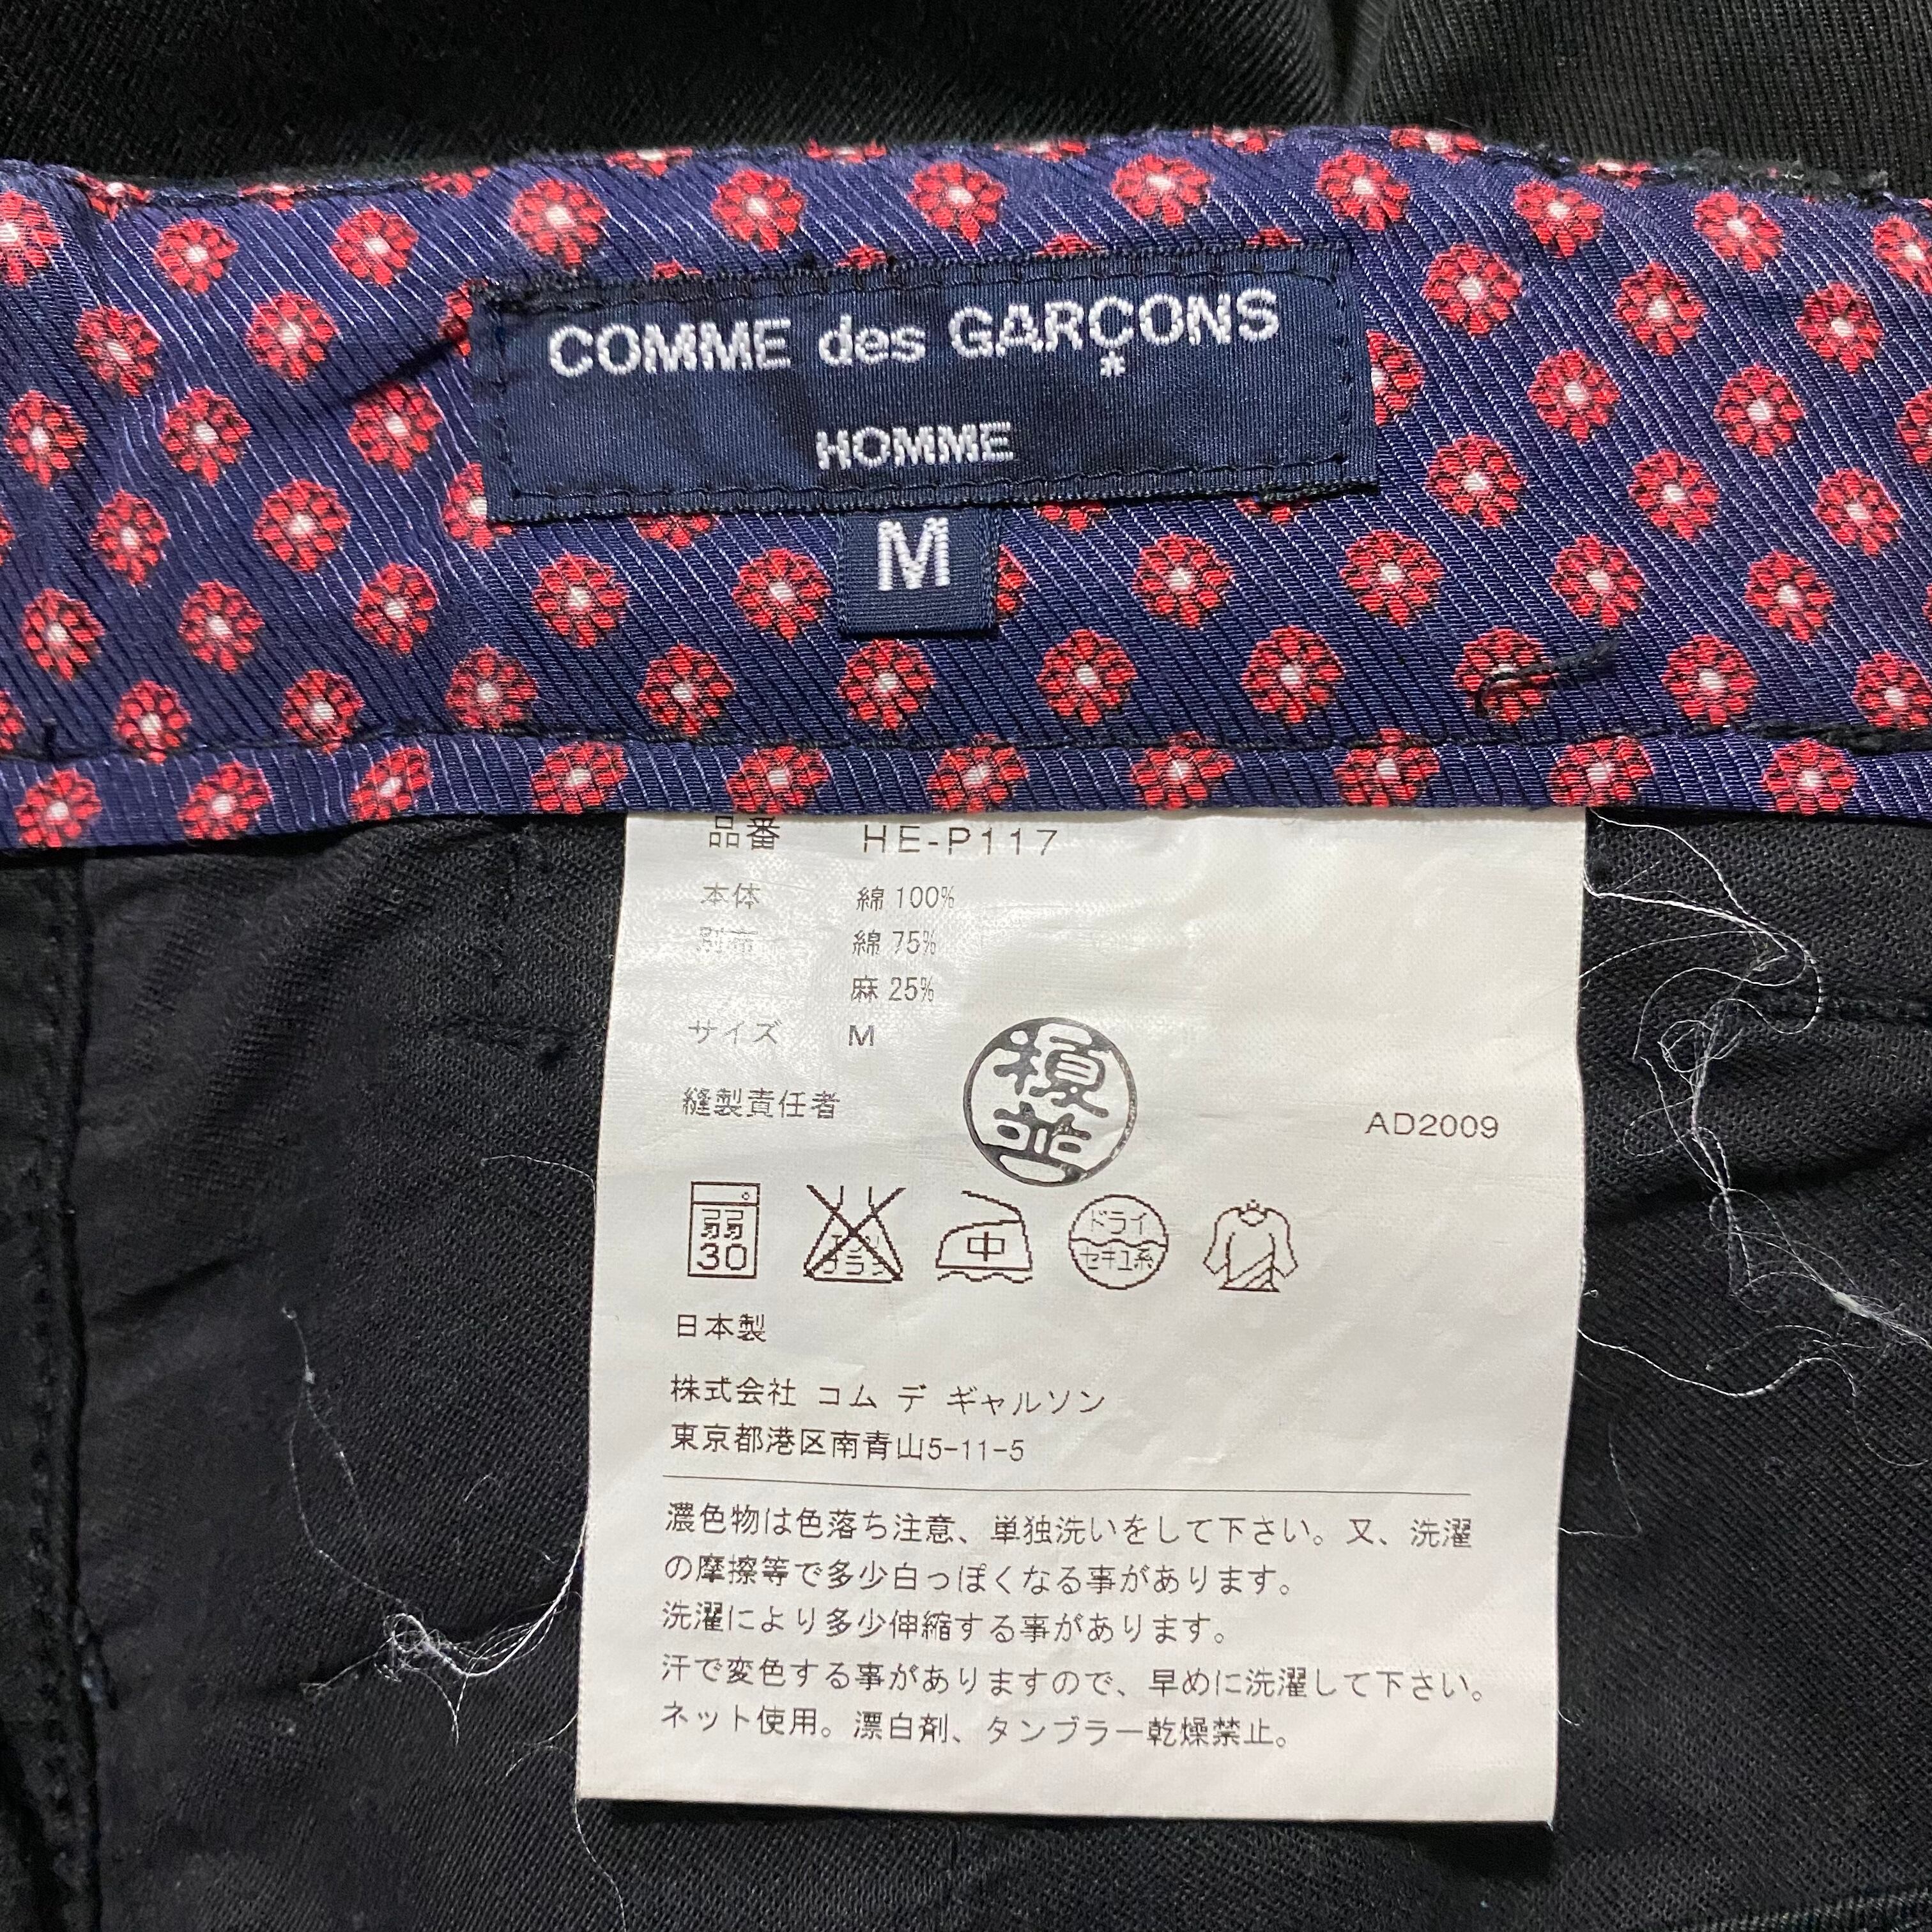 COMME des GARÇONS
*
HOMME
M
品番 HE-P117
本体 綿 100%
別布 綿 75%
麻 25%
サイズ M
縫製責任者
AD2009
弱
30
中
ドライ
セキユ系
日本製
株式会社 コム デ ギャルソン
東京都港区南青山5-11-5
濃色物は色落ち注意、単独洗いをして下さい。又、洗濯
の摩擦等で多少白っぽくなる事があります。
洗濯により多少伸縮する事があります。
汗で変色する事がありますので、早めに洗濯して下さい。
ネット使用。漂白剤、タンブラー乾燥禁止。